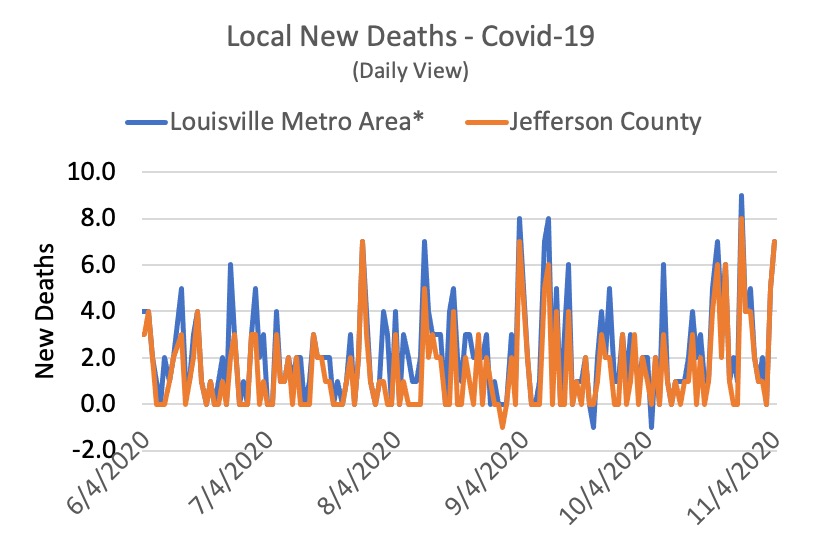 Local New Deaths - Covid-19
(Daily View)
Louisville Metro Area* Jefferson County
New Deaths
10.0
8.0
6.0
4.0
2.0
0.0
-2.0
6/4/2020 7/4/2020 8/4/2020 9/4/2020 10/4/2020 11/4/2020